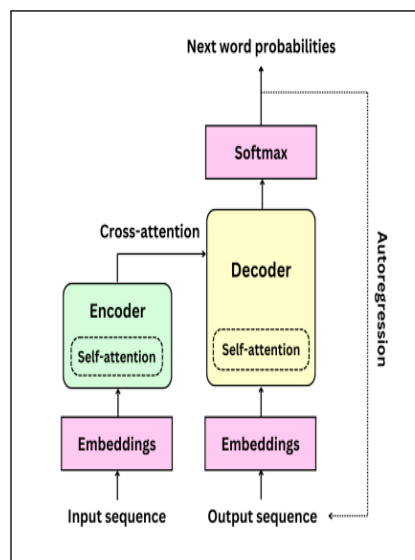 Next word probabilities
Softmax
Cross-attention
Decoder
Encoder
Self-attention
Self-attention
Autoregression
Embeddings
Embeddings
Input sequence
Output sequence